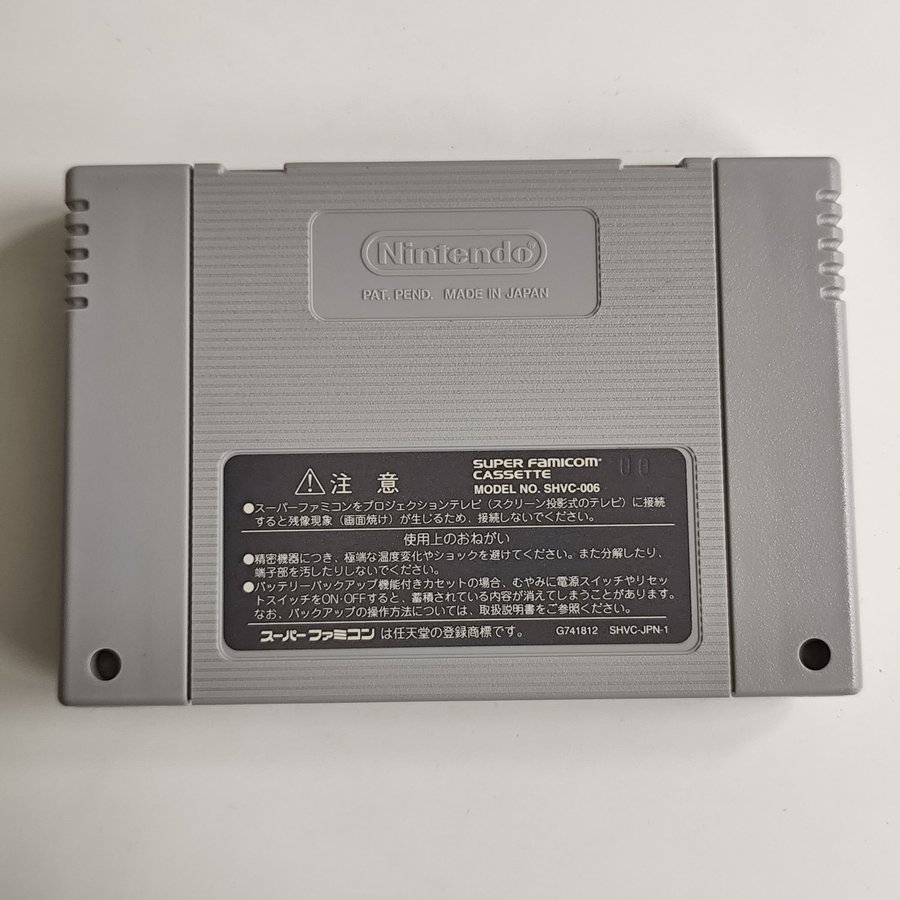 Nintendo®
PAT. PEND. MADE IN JAPAN
SUPER FAMICOM 00
注意 CASSETTE
MODEL NO. SHVC-006
●スーパーファミコンをプロジェクションテレビ（スクリーン投影式のテレビ）に接続
すると残像現象（画面焼け）が生じるため、接続しないでください。
使用上のおねがい
●精密機器につき、極端な温度変化やショックを避けてください。また分解したり、
端子部を汚したりしないでください。
●バッテリーバックアップ機能付きカセットの場合、むやみに電源スイッチやリセッ
トスイッチをON・OFFすると、蓄積されている内容が消えてしまうことがあります。
なお、バックアップの操作方法については、取扱説明書をご参照ください。
スーパーファミコンは任天堂の登録商標です。 G741812 SHVC-JPN-1